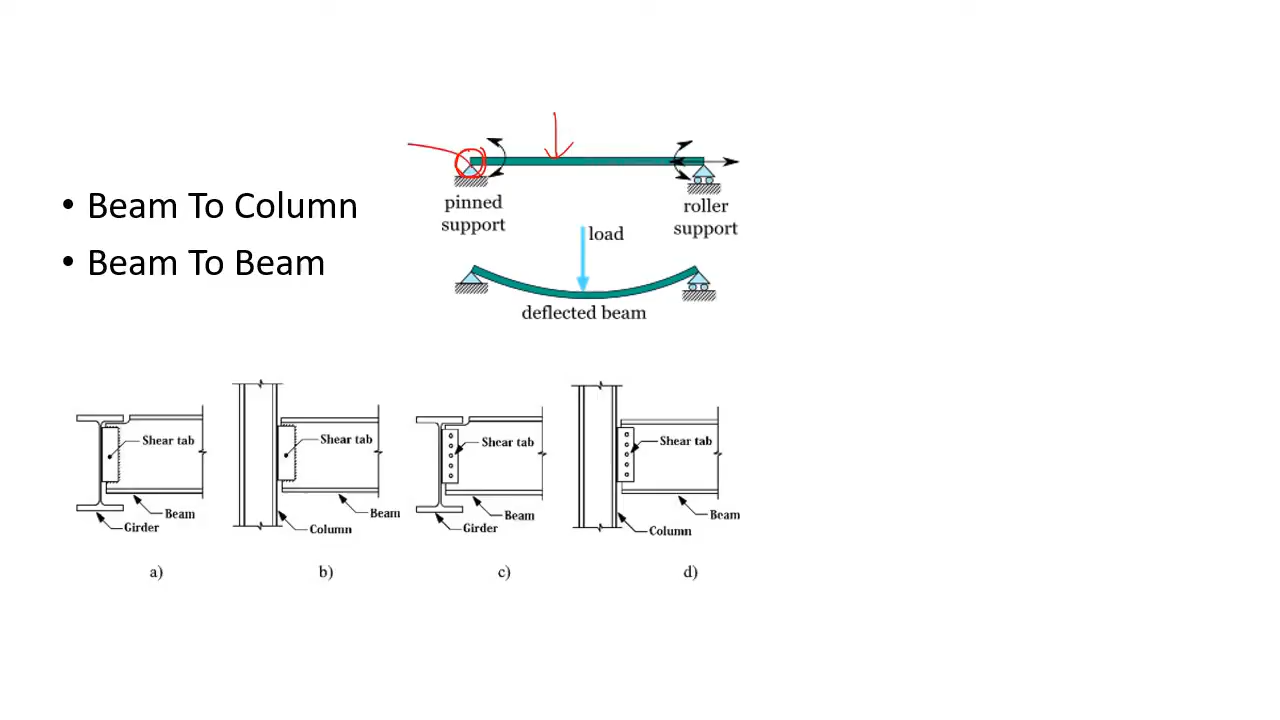 • Beam To Column
• Beam To Beam
pinned
support
roller
support
load
deflected beam
Shear tab
Beam
Girder
a)
Shear tab
Beam
Column
b)
Shear tab
Beam
Girder
c)
Shear tab
Beam
Column
d)